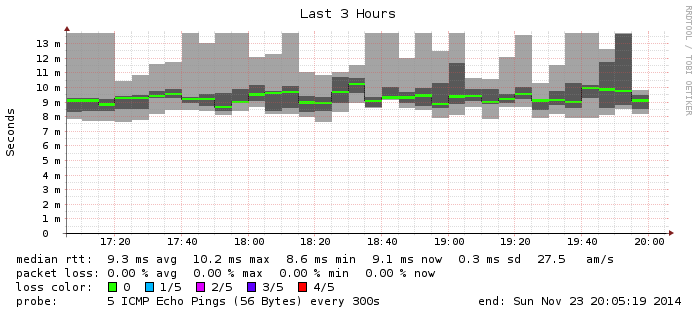 Last 3 Hours
RRDTOOL / TOBI OETIKER
Seconds
13 m
12 m
11 m
10 m
9 m
8 m
7 m
6 m
5 m
4 m
3 m
2 m
1 m
0
17:20 17:40 18:00 18:20 18:40 19:00 19:20 19:40 20:00
median rtt: 9.3 ms avg 10.2 ms max 8.6 ms min 9.1 ms now 0.3 ms sd 27.5 am/s
packet loss: 0.00 % avg 0.00 % max 0.00 % min 0.00 % now
loss color: 0 1/5 2/5 3/5 4/5
probe: 5 ICMP Echo Pings (56 Bytes) every 300s end: Sun Nov 23 20:05:19 2014